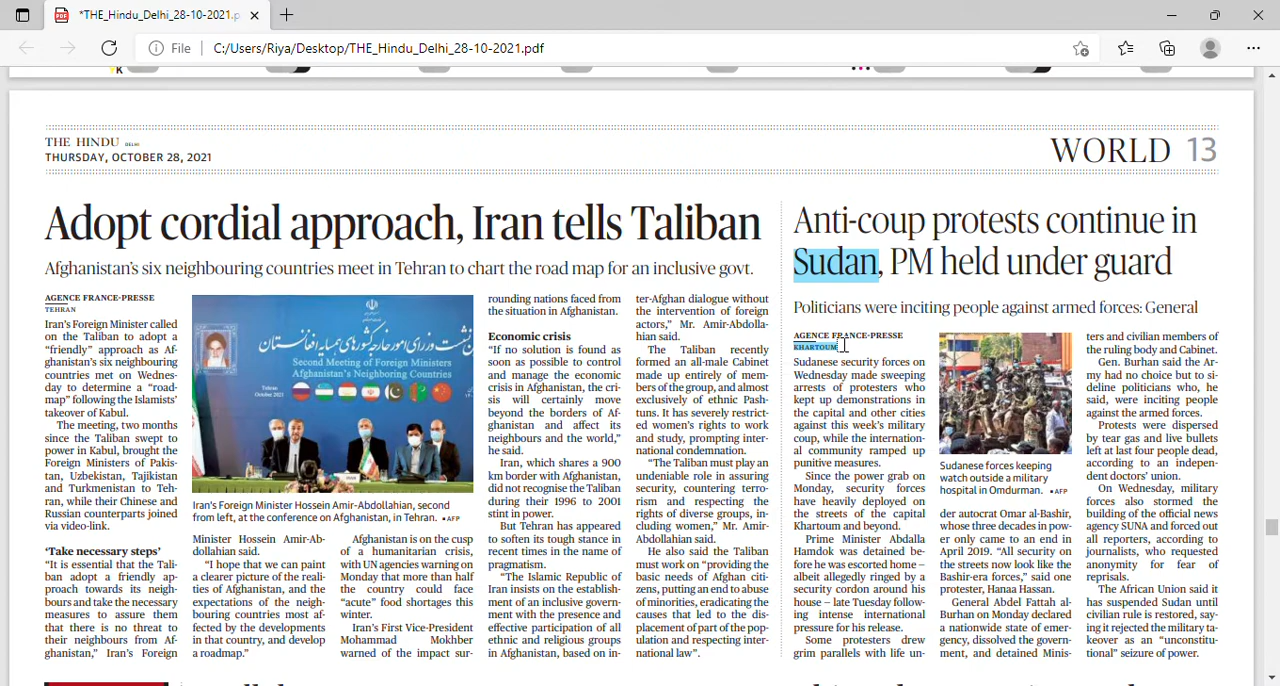 *THE_Hindu_Delhi_28-10-2021.p
File
C:/Users/Riya/Desktop/THE_Hindu_Delhi_28-10-2021.pdf
THE HINDU DELHI
THURSDAY, OCTOBER 28, 2021
WORLD 13
Adopt cordial approach, Iran tells Taliban
Afghanistan's six neighbouring countries meet in Tehran to chart the road map for an inclusive govt.
AGENCE FRANCE-PRESSE
TEHRAN
Iran's Foreign Minister called
on the Taliban to adopt a
"friendly" approach as Af-
ghanistan's six neighbouring
countries met on Wednes-
day to determine a "road-
map" following the Islamists'
takeover of Kabul.
The meeting, two months
since the Taliban swept to
power in Kabul, brought the
Foreign Ministers of Pakis-
tan, Uzbekistan, Tajikistan
and Turkmenistan to Teh-
ran, while their Chinese and
Russian counterparts joined
via video-link.
'Take necessary steps'
"It is essential that the Tali-
ban adopt a friendly ap-
proach towards its neigh-
bours and take the necessary
measures to assure them
that there is no threat to
their neighbours from Af-
ghanistan," Iran's Foreign
نشست وزرای امور خارجه کشورهای همسایه افغانستان
Second Meeting of Foreign Ministers
Afghanistan's Neighboring Countries
Tehran
October 2021
IRAN
Iran's Foreign Minister Hossein Amir-Abdollahian, second
from left, at the conference on Afghanistan, in Tehran. ▪AFP
Minister Hossein Amir-Ab-
dollahian said.
"I hope that we can paint
a clearer picture of the reali-
ties of Afghanistan, and the
expectations of the neigh-
bouring countries most af-
fected by the developments
in that country, and develop
a roadmap."
Afghanistan is on the cusp
of a humanitarian crisis,
with UN agencies warning on
Monday that more than half
the country could face
"acute" food shortages this
winter.
Iran's First Vice-President
Mohammad Mokhber
warned of the impact sur-
rounding nations faced from
the situation in Afghanistan.
Economic crisis
"If no solution is found as
soon as possible to control
and manage the economic
crisis in Afghanistan, the cri-
sis will certainly move
beyond the borders of Af-
ghanistan and affect its
neighbours and the world,"
he said.
Iran, which shares a 900
km border with Afghanistan,
did not recognise the Taliban
during their 1996 to 2001
stint in power.
But Tehran has appeared
to soften its tough stance in
recent times in the name of
pragmatism.
"The Islamic Republic of
Iran insists on the establish-
ment of an inclusive govern-
ment with the presence and
effective participation of all
ethnic and religious groups
in Afghanistan, based on in-
ter-Afghan dialogue without
the intervention of foreign
actors," Mr. Amir-Abdolla-
hian said.
The Taliban recently
formed an all-male Cabinet
made up entirely of mem-
bers of the group, and almost
exclusively of ethnic Pash-
tuns. It has severely restrict-
ed women's rights to work
and study, prompting inter-
national condemnation.
"The Taliban must play an
undeniable role in assuring
security, countering terro-
rism and respecting the
rights of diverse groups, in-
cluding women," Mr. Amir-
Abdollahian said.
He also said the Taliban
must work on "providing the
basic needs of Afghan citi-
zens, putting an end to abuse
of minorities, eradicating the
causes that led to the dis-
placement of part of the pop-
ulation and respecting inter-
national law".
Anti-coup protests continue in
Sudan, PM held under guard
Politicians were inciting people against armed forces: General
AGENCE FRANCE-PRESSE
KHARTOUM
Sudanese security forces on
Wednesday made sweeping
arrests of protesters who
kept up demonstrations in
the capital and other cities
against this week's military
coup, while the internation-
al community ramped up
punitive measures.
Since the power grab on
Monday, security forces
have heavily deployed on
the streets of the capital
Khartoum and beyond.
Prime Minister Abdalla
Hamdok was detained be-
fore he was escorted home –
albeit allegedly ringed by a
security cordon around his
house – late Tuesday follow-
ing intense international
pressure for his release.
Some protesters drew
grim parallels with life un-
Sudanese forces keeping
watch outside a military
hospital in Omdurman. ▪AFP
der autocrat Omar al-Bashir,
whose three decades in pow-
er only came to an end in
April 2019. "All security on
the streets now look like the
Bashir-era forces," said one
protester, Hanaa Hassan.
General Abdel Fattah al-
Burhan on Monday declared
a nationwide state of emer-
gency, dissolved the govern-
ment, and detained Minis-
ters and civilian members of
the ruling body and Cabinet.
Gen. Burhan said the Ar-
my had no choice but to si-
deline politicians who, he
said, were inciting people
against the armed forces.
Protests were dispersed
by tear gas and live bullets
left at last four people dead,
according to an indepen-
dent doctors' union.
On Wednesday, military
forces also stormed the
building of the official news
agency SUNA and forced out
all reporters, according to
journalists, who requested
anonymity for fear of
reprisals.
The African Union said it
has suspended Sudan until
civilian rule is restored, say-
ing it rejected the military ta-
keover as an "unconstitu-
tional" seizure of power.